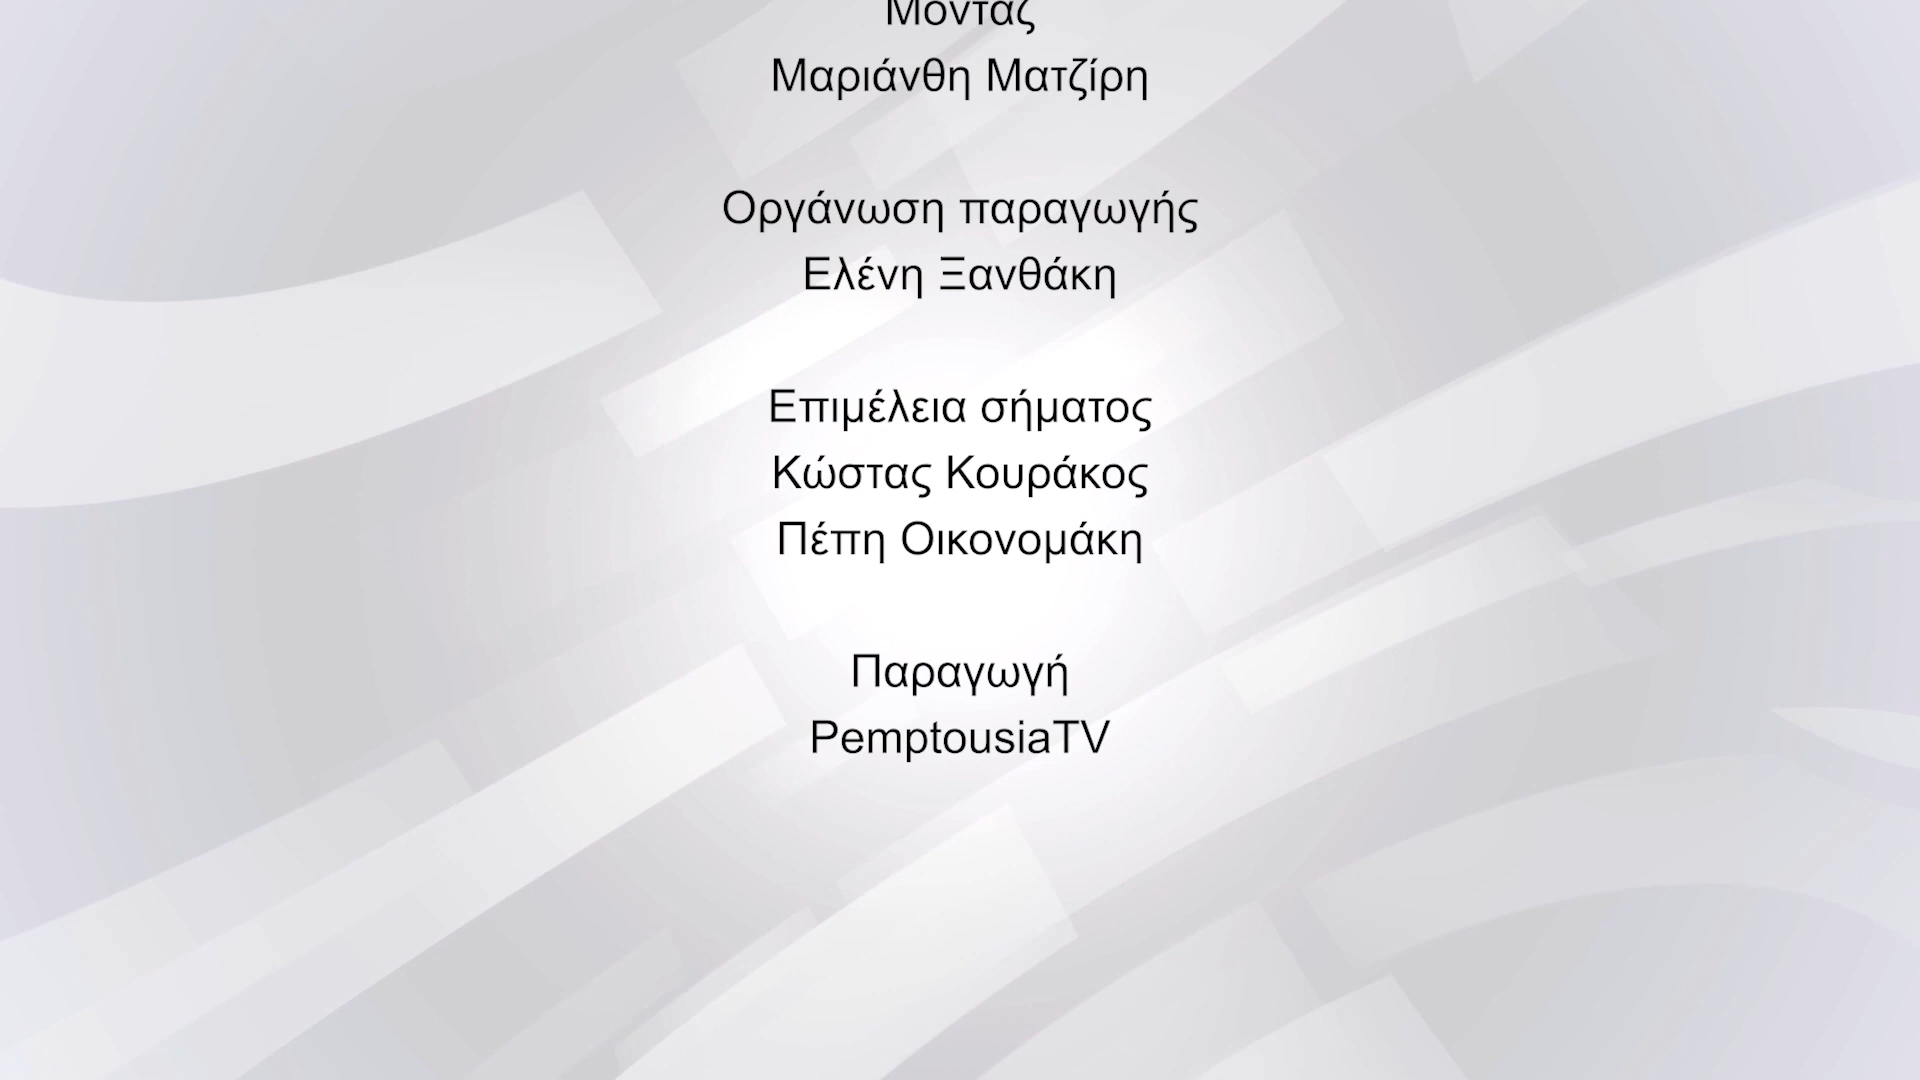 Μοντάζ
Μαριάνθη Ματζίρη
Οργάνωση παραγωγής
Ελένη Ξανθάκη
Επιμέλεια σήματος
Κώστας Κουράκος
Πέπη Οικονομάκη
Παραγωγή
PemptousiaTV